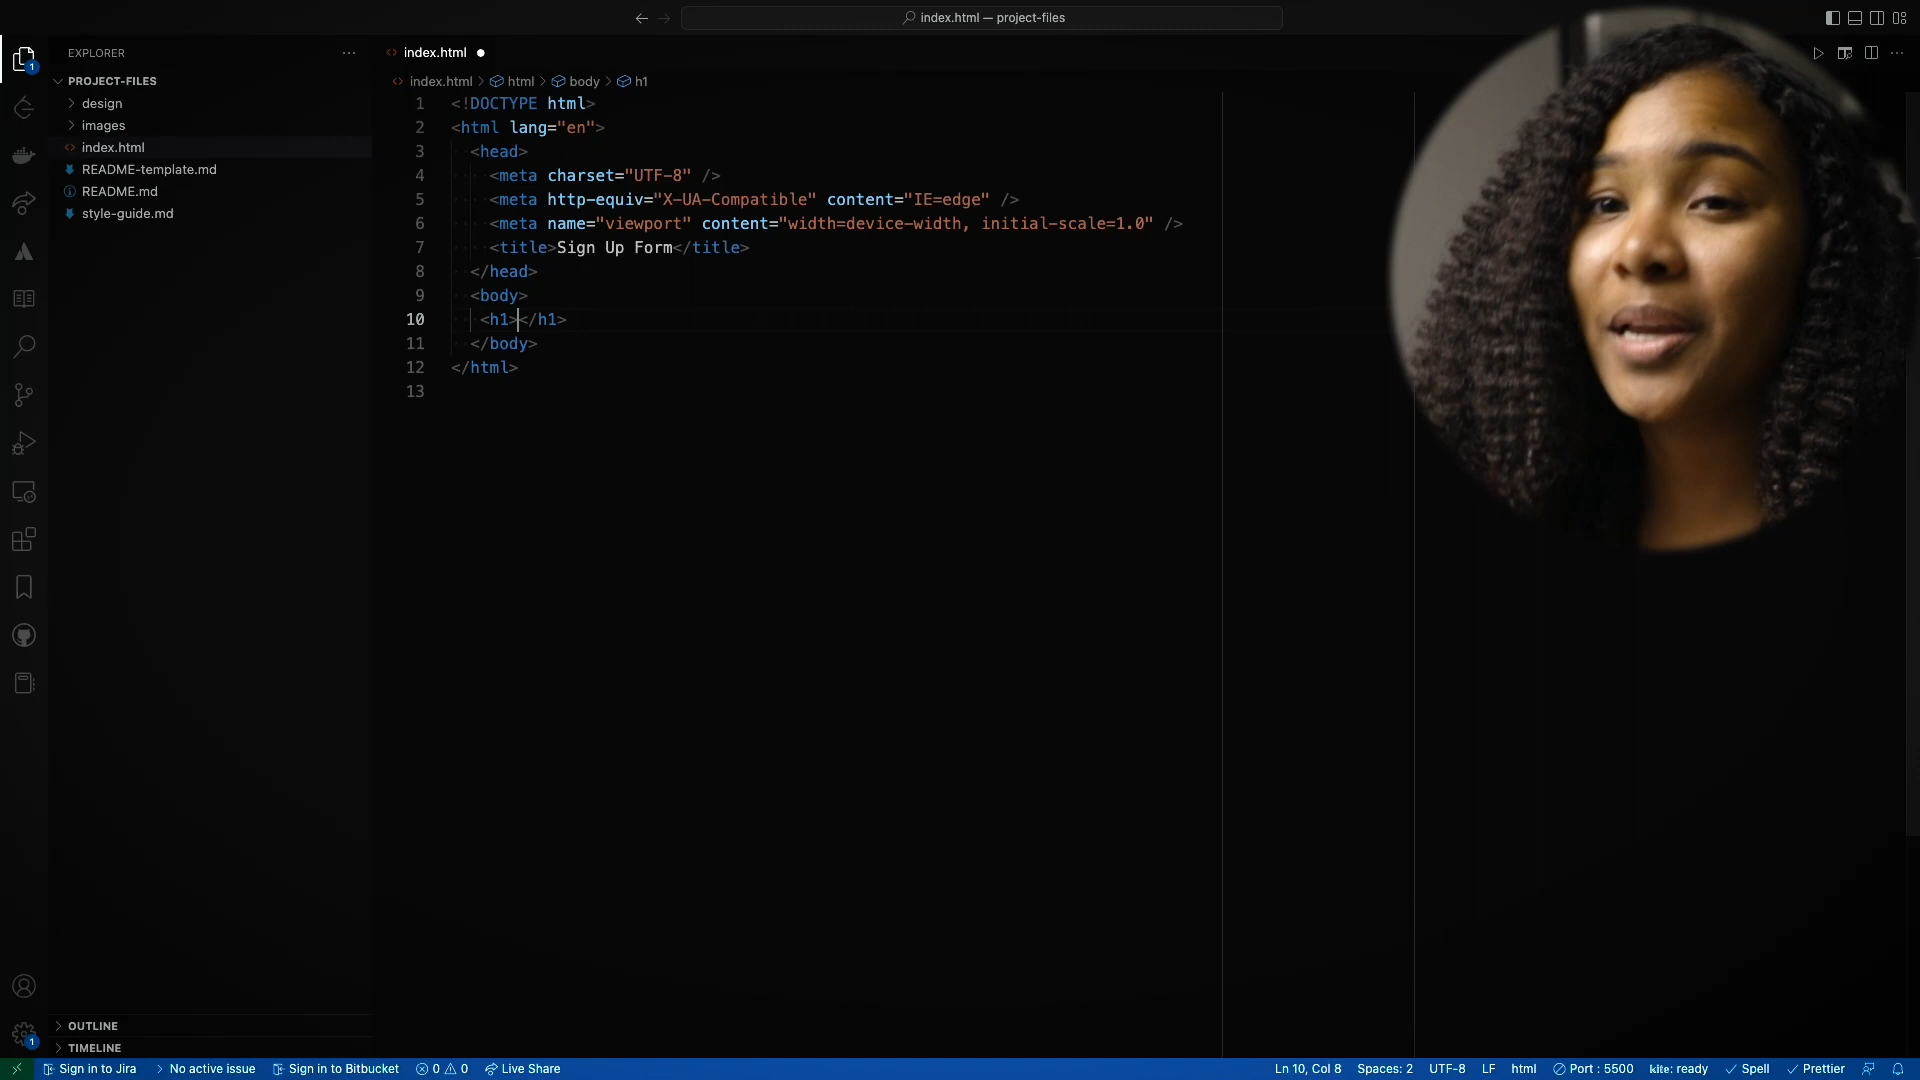 index.html — project-files
1
EXPLORER
index.html
PROJECT-FILES
design
images
index.html
README-template.md
README.md
style-guide.md
index.html > html > body > h1
1 <!DOCTYPE html>
2 <html lang="en">
3 <head>
4 <meta charset="UTF-8" />
5 <meta http-equiv="X-UA-Compatible" content="IE=edge" />
6 <meta name="viewport" content="width=device-width, initial-scale=1.0" />
7 <title>Sign Up Form</title>
8 </head>
9 <body>
10 <h1></h1>
11 </body>
12 </html>
13
OUTLINE
1
TIMELINE
Sign in to Jira No active issue Sign in to Bitbucket 0 0 Live Share Ln 10, Col 8 Spaces: 2 UTF-8 LF html Port : 5500 kite: ready Spell Prettier